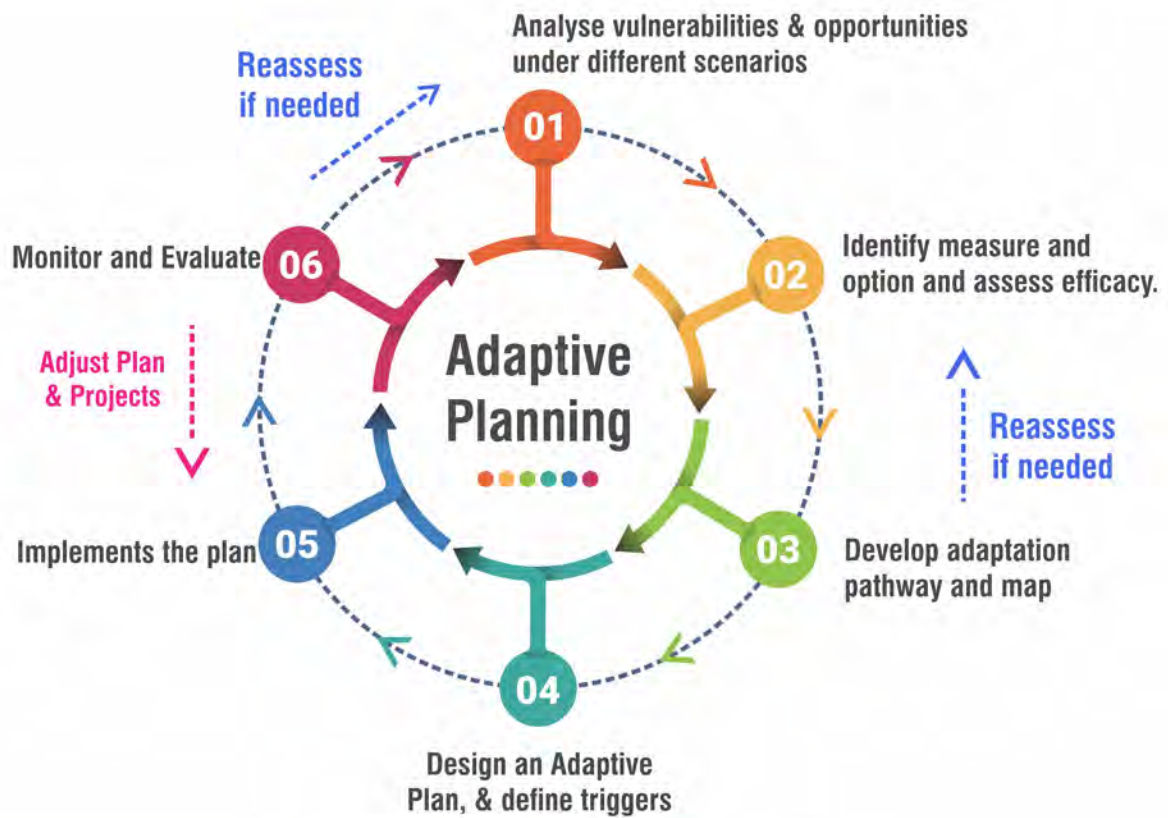 Analyse vulnerabilities & opportunities
under different scenarios
Reassess
if needed
01
Monitor and Evaluate
06
02
Identify measure and
option and assess efficacy.
Adaptive
Planning
Adjust Plan
& Projects
Reassess
if needed
Implements the plan
05
03
Develop adaptation
pathway and map
04
Design an Adaptive
Plan, & define triggers